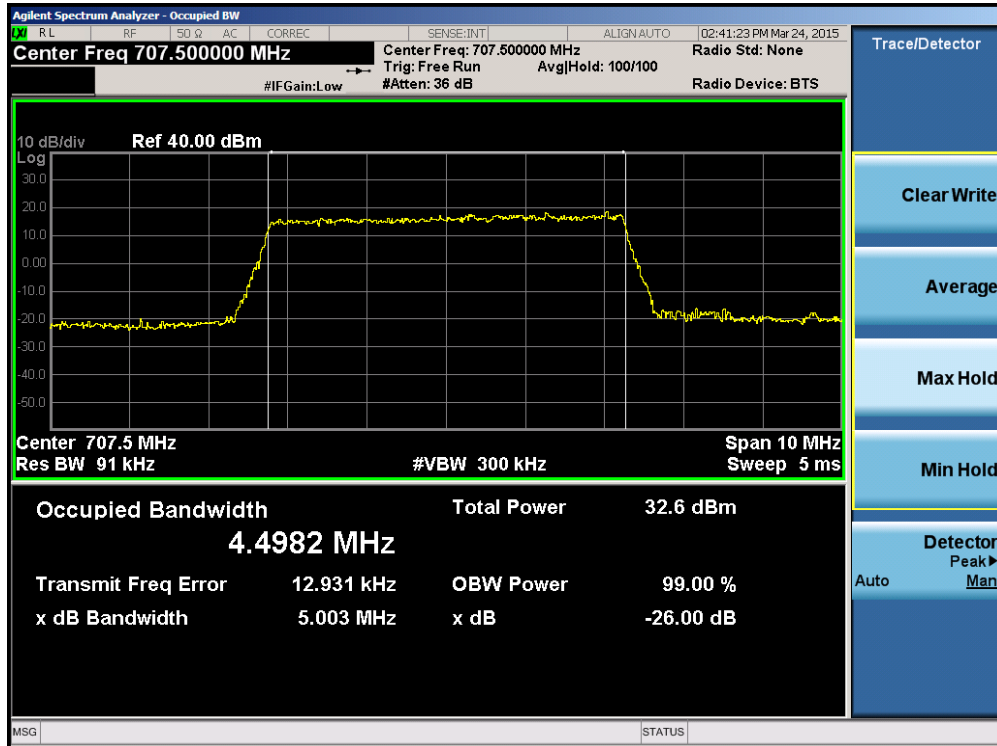 Agilent Spectrum Analyzer - Occupied BW
LXI RL RF 50 Ω AC CORREC SENSE:INT ALIGN AUTO 02:41:23 PM Mar 24, 2015
Center Freq 707.500000 MHz
Center Freq: 707.500000 MHz
Radio Std: None
Trig: Free Run Avg|Hold: 100/100
#IFGain:Low #Atten: 36 dB Radio Device: BTS
10 dB/div Ref 40.00 dBm
Log
30.0
20.0
10.0
0.00
-10.0
-20.0
-30.0
-40.0
-50.0
Center 707.5 MHz Span 10 MHz
Res BW 91 kHz #VBW 300 kHz Sweep 5 ms
Occupied Bandwidth Total Power 32.6 dBm
4.4982 MHz
Transmit Freq Error 12.931 kHz OBW Power 99.00 %
x dB Bandwidth 5.003 MHz x dB -26.00 dB
MSG STATUS
Trace/Detector
Clear Write
Average
Max Hold
Min Hold
Detector
Peak▶
Auto Man